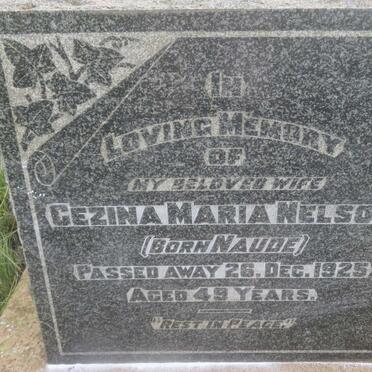 IN
LOVING MEMORY
OF
MY BELOVED WIFE
GEZINA MARIA NELSO
(BORN NAUDE)
PASSED AWAY 26. DEC. 1925.
AGED 49 YEARS.
"REST IN PEACE."